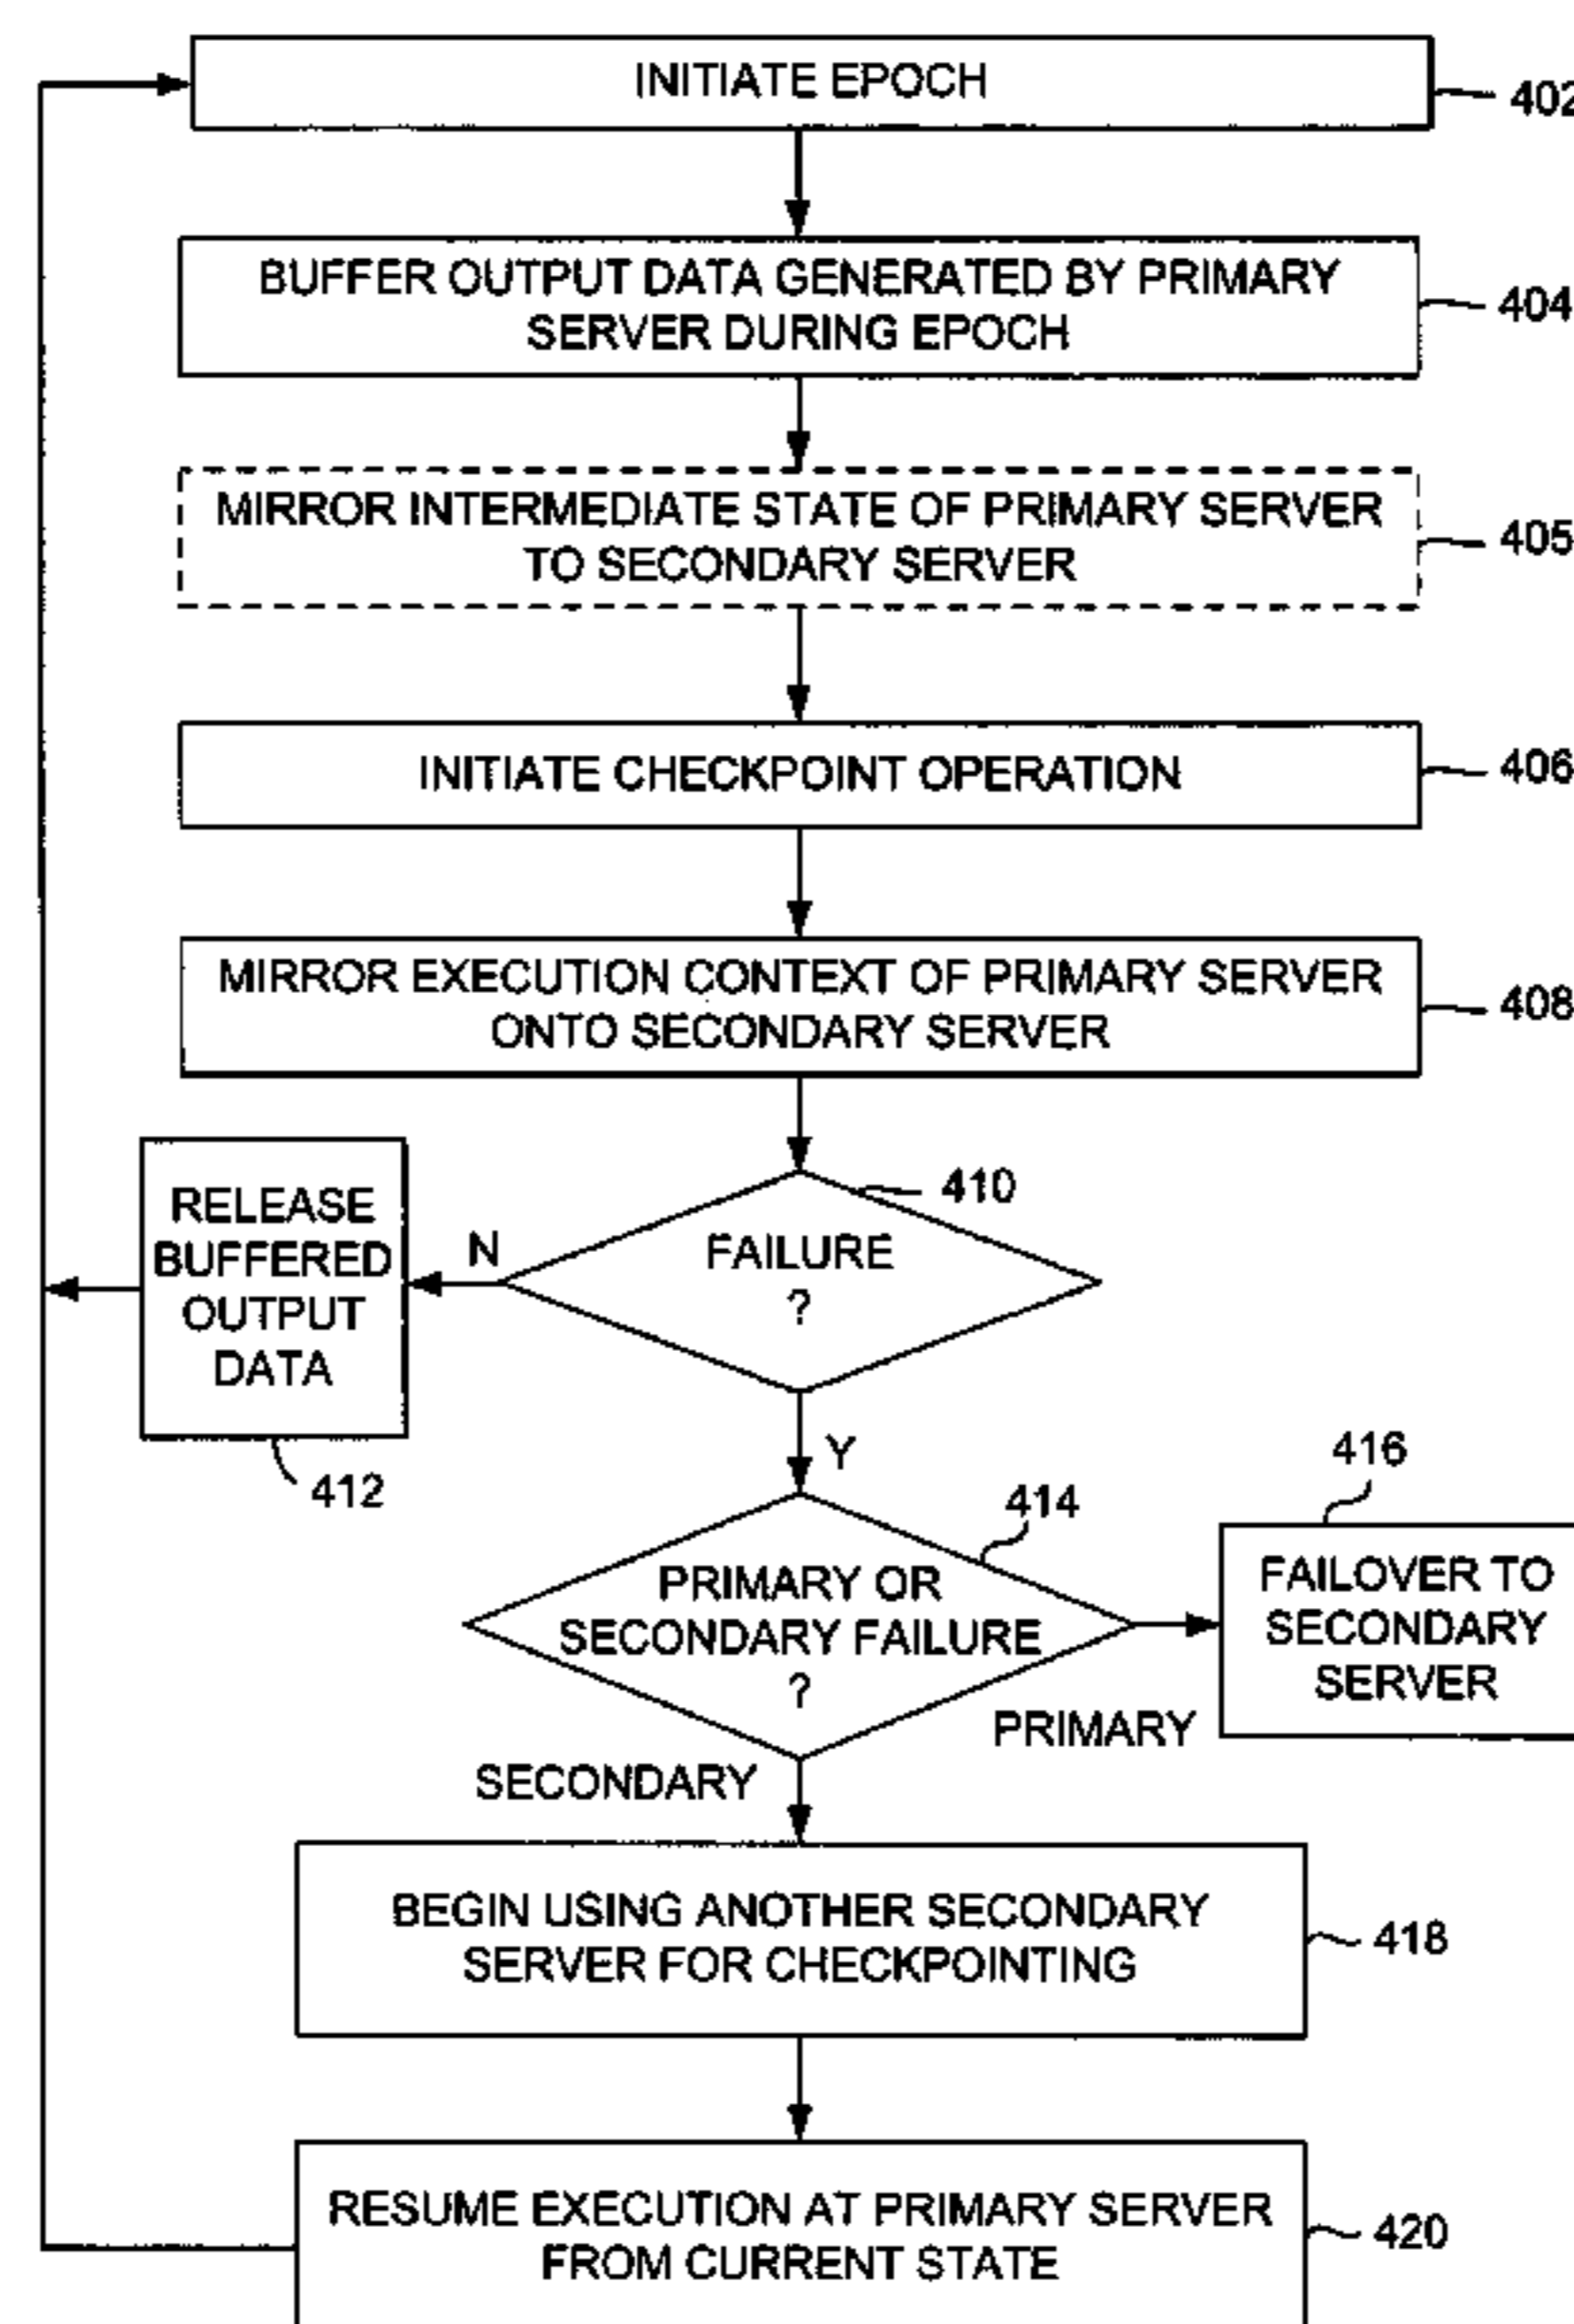 INITIATE EPOCH
402
BUFFER OUTPUT DATA GENERATED BY PRIMARY
SERVER DURING EPOCH
404
MIRROR INTERMEDIATE STATE OF PRIMARY SERVER
TO SECONDARY SERVER
405
INITIATE CHECKPOINT OPERATION
406
MIRROR EXECUTION CONTEXT OF PRIMARY SERVER
ONTO SECONDARY SERVER
408
410
FAILURE
?
N
RELEASE
BUFFERED
OUTPUT
DATA
412
Y
414
PRIMARY OR
SECONDARY FAILURE
?
416
FAILOVER TO
SECONDARY
SERVER
PRIMARY
SECONDARY
BEGIN USING ANOTHER SECONDARY
SERVER FOR CHECKPOINTING
418
RESUME EXECUTION AT PRIMARY SERVER
FROM CURRENT STATE
420